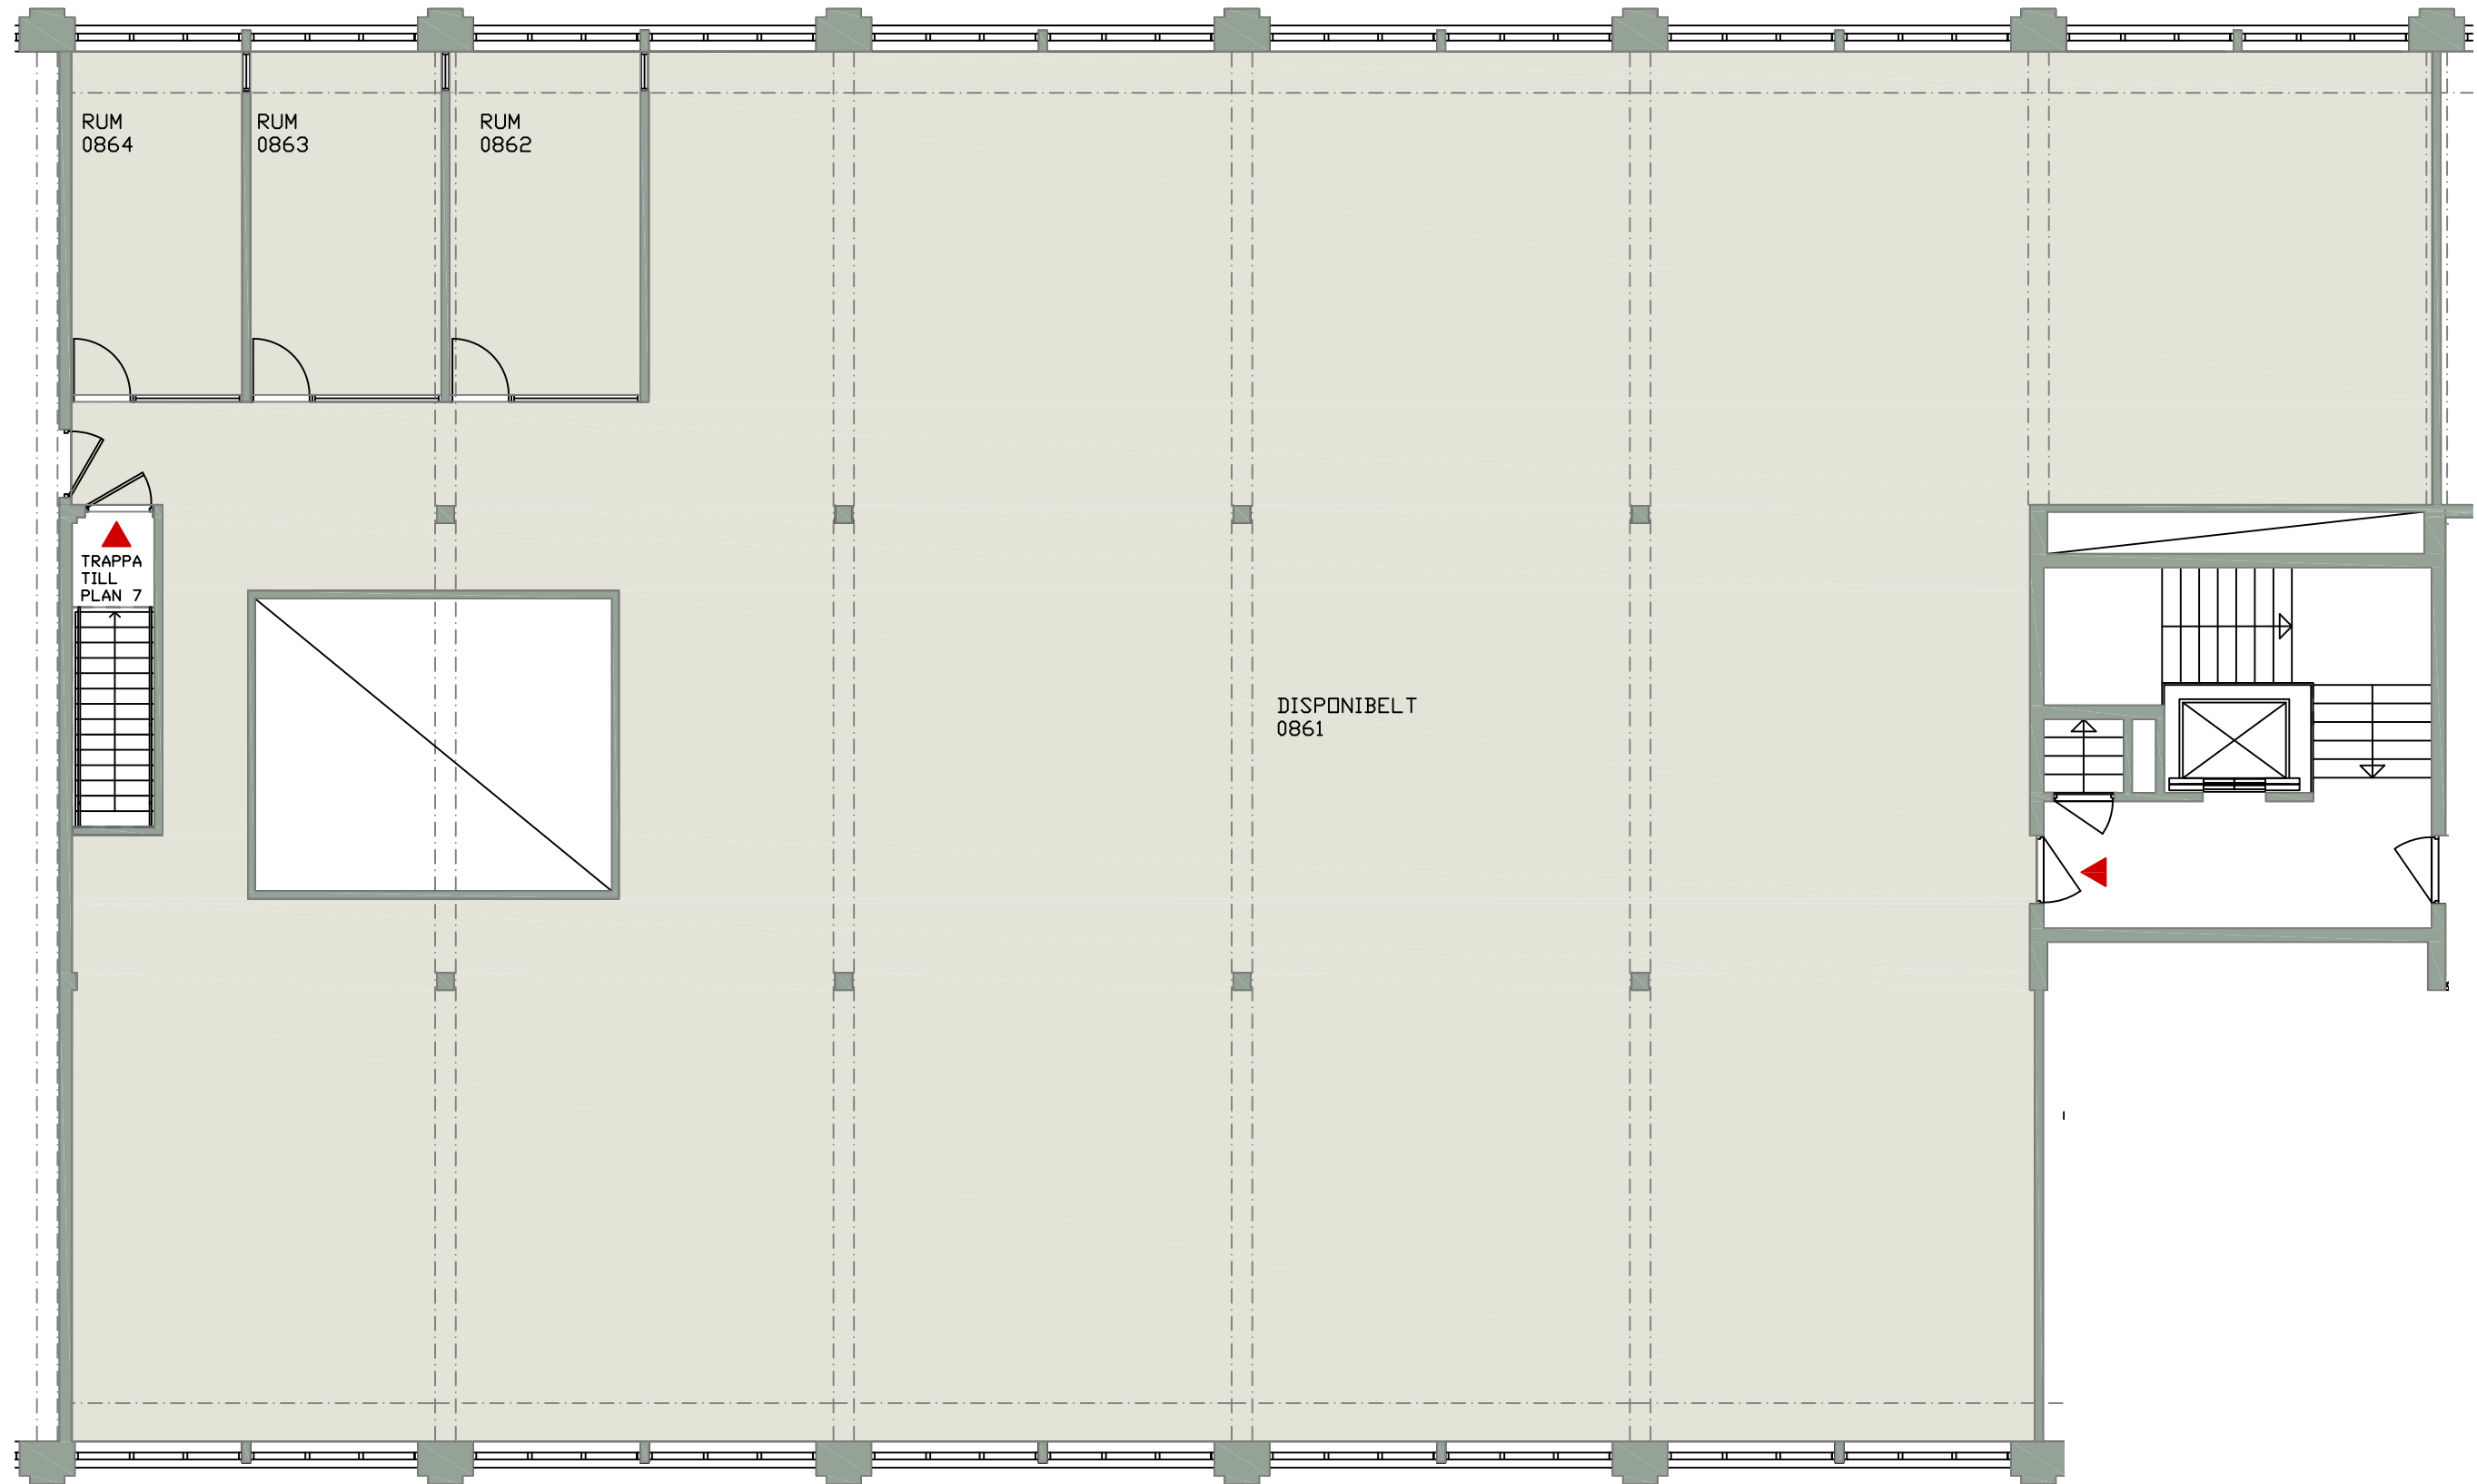 RUM
0864
RUM
0863
RUM
0862
TRAPPA
TILL
PLAN 7
DISPONIBELT
0861